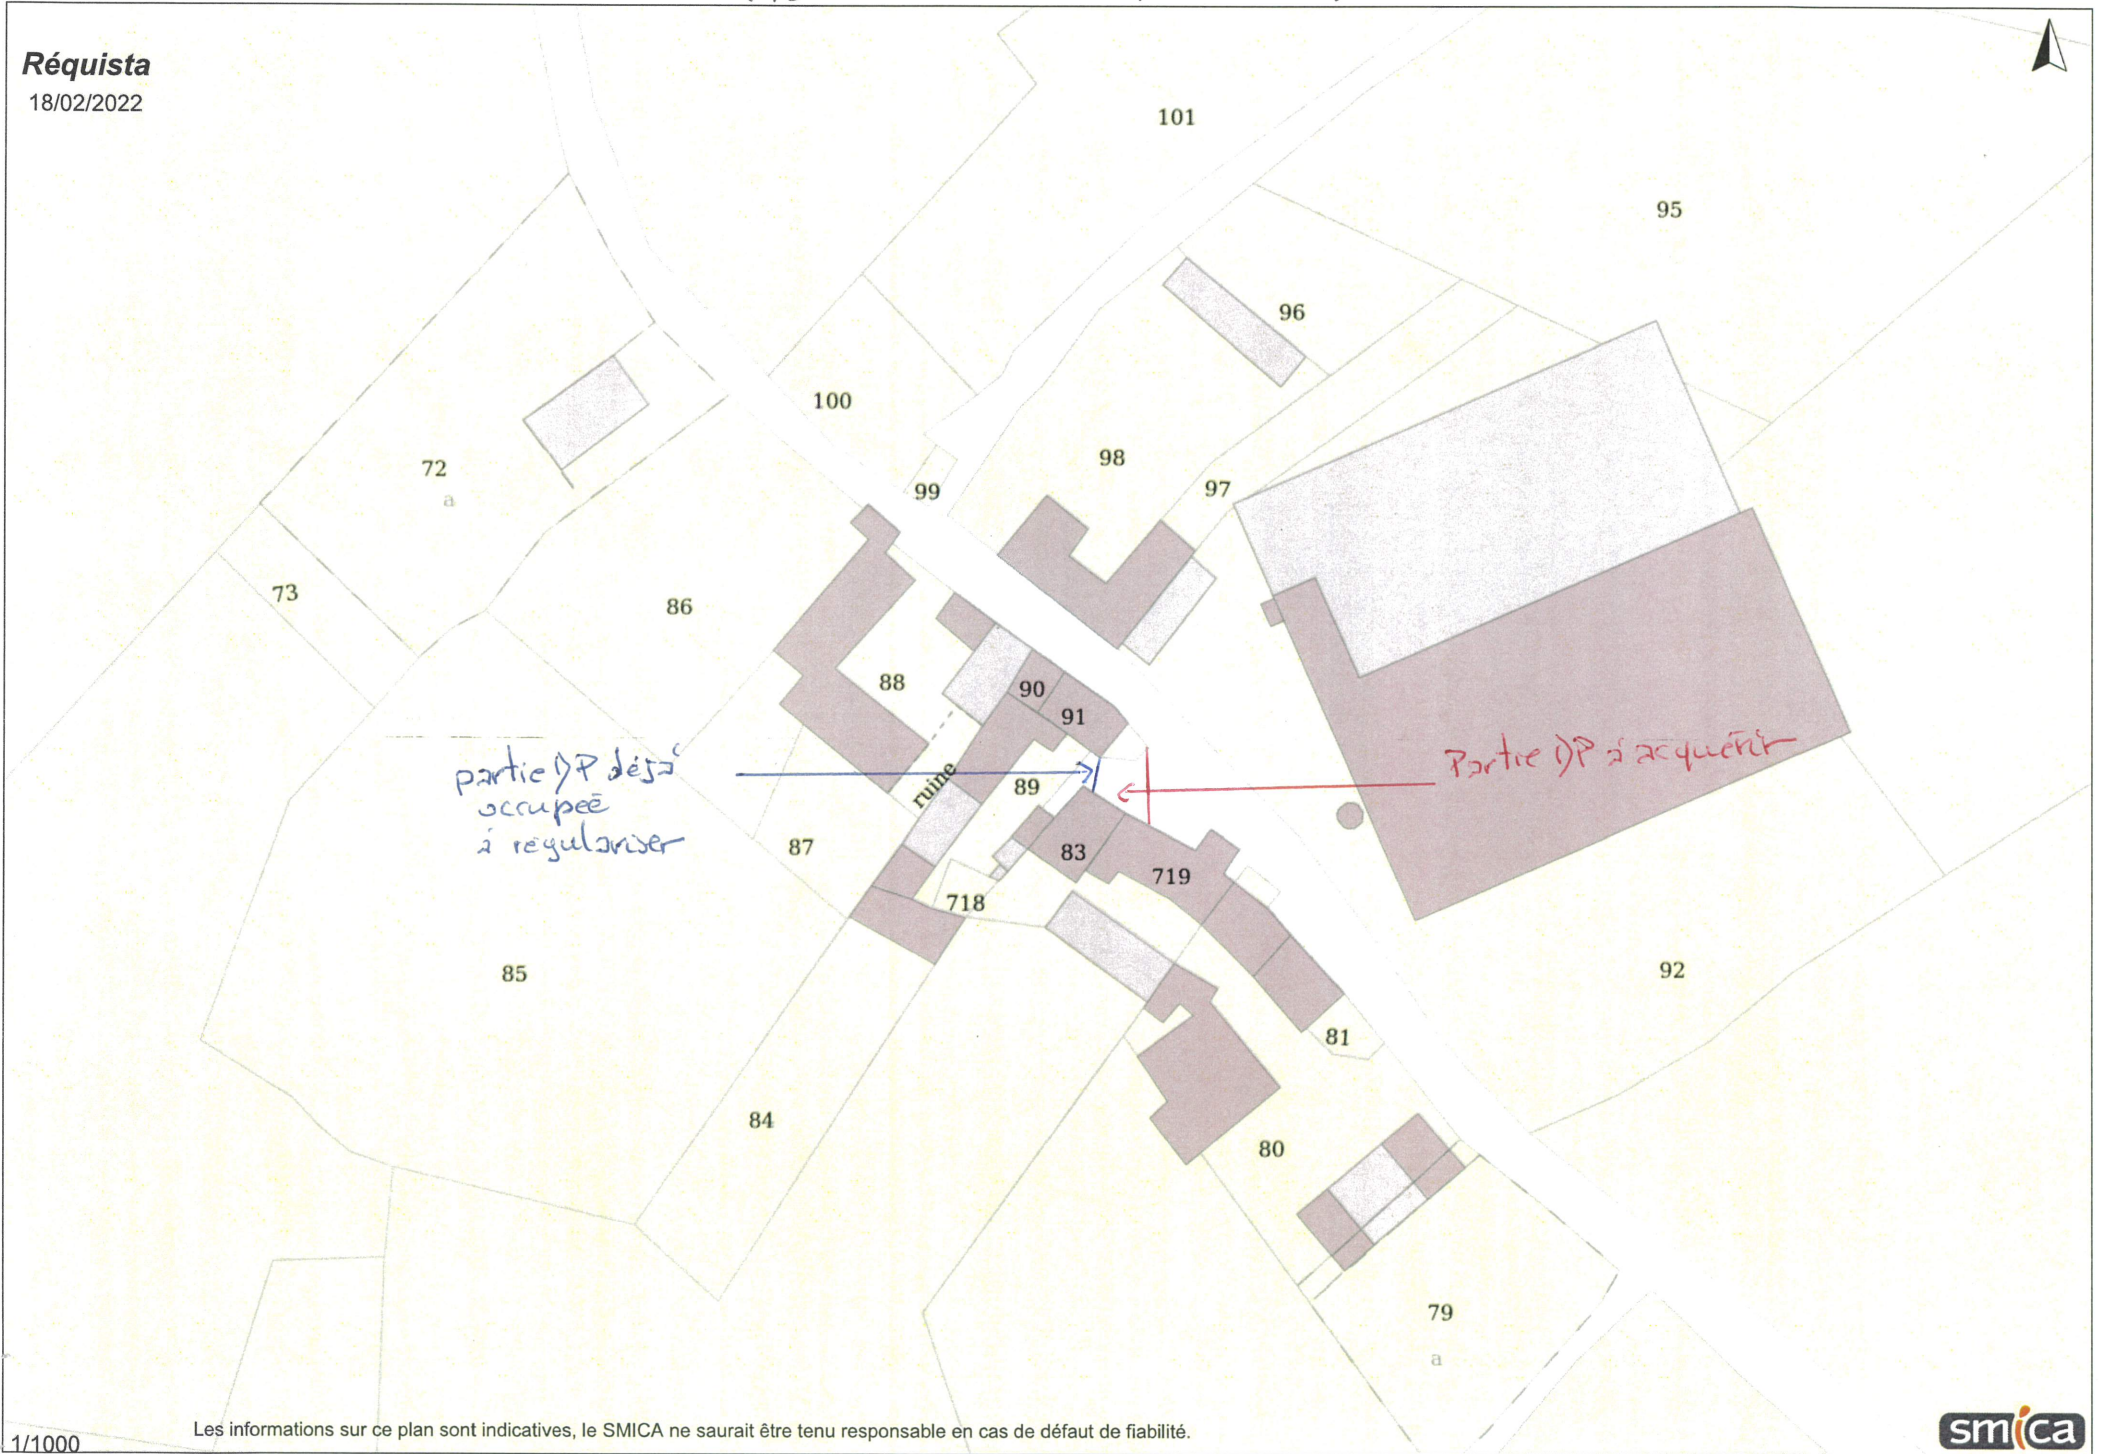 Réquista
18/02/2022
101
95
96
100
98
72
a
99
97
73
86
88
90
91
partie DP déjà
occupée
à régulariser
Partie DP à acquérir
ruine
89
87
83
719
718
85
92
81
84
80
79
a
Les informations sur ce plan sont indicatives, le SMICA ne saurait être tenu responsable en cas de défaut de fiabilité.
1/1000
smica